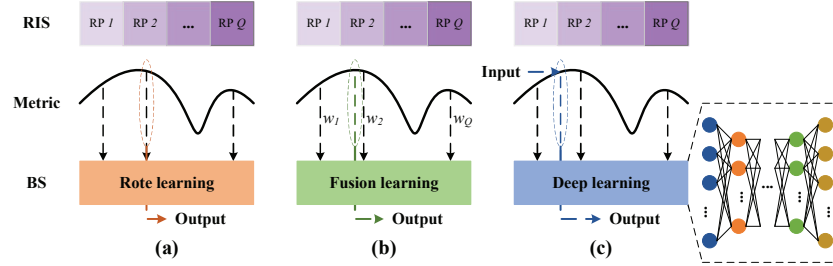 RIS
RP 1 RP 2 ... RP Q
RP 1 RP 2 ... RP Q
RP 1 RP 2 ... RP Q
Metric
w1 w2 wQ
Input
BS
Rote learning
Fusion learning
Deep learning
...
Output
Output
Output
(a)
(b)
(c)